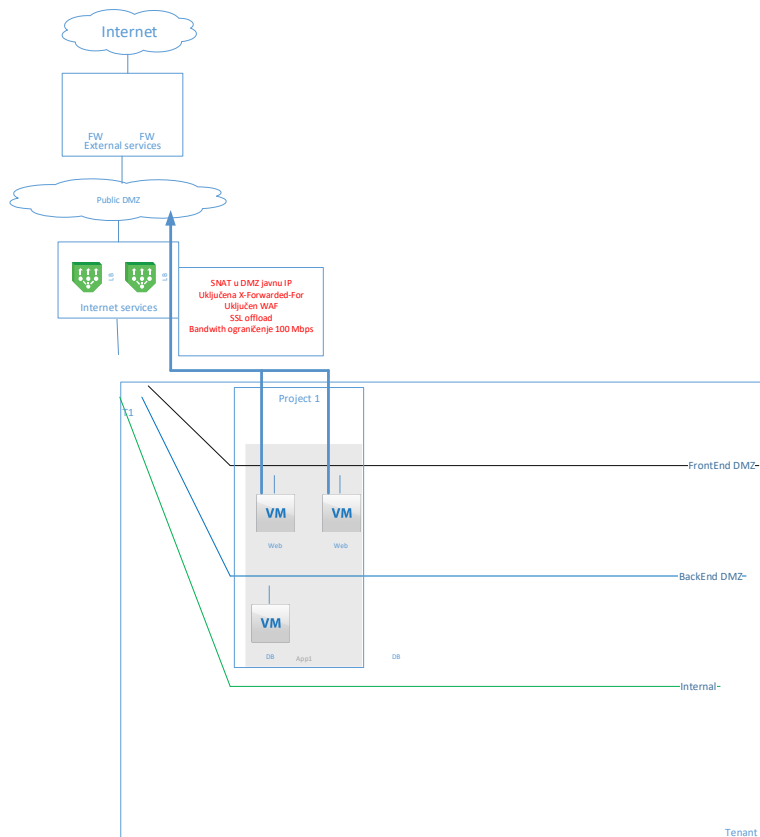 Internet
FW FW
External services
Public DMZ
LB LB
Internet services
SNAT u DMZ javnu IP
Uključena X-Forwarded-For
Uključen WAF
SSL offload
Bandwith ograničenje 100 Mbps
T1
Project 1
FrontEnd DMZ
VM VM
Web Web
BackEnd DMZ
VM
DB App1 DB
Internal
Tenant